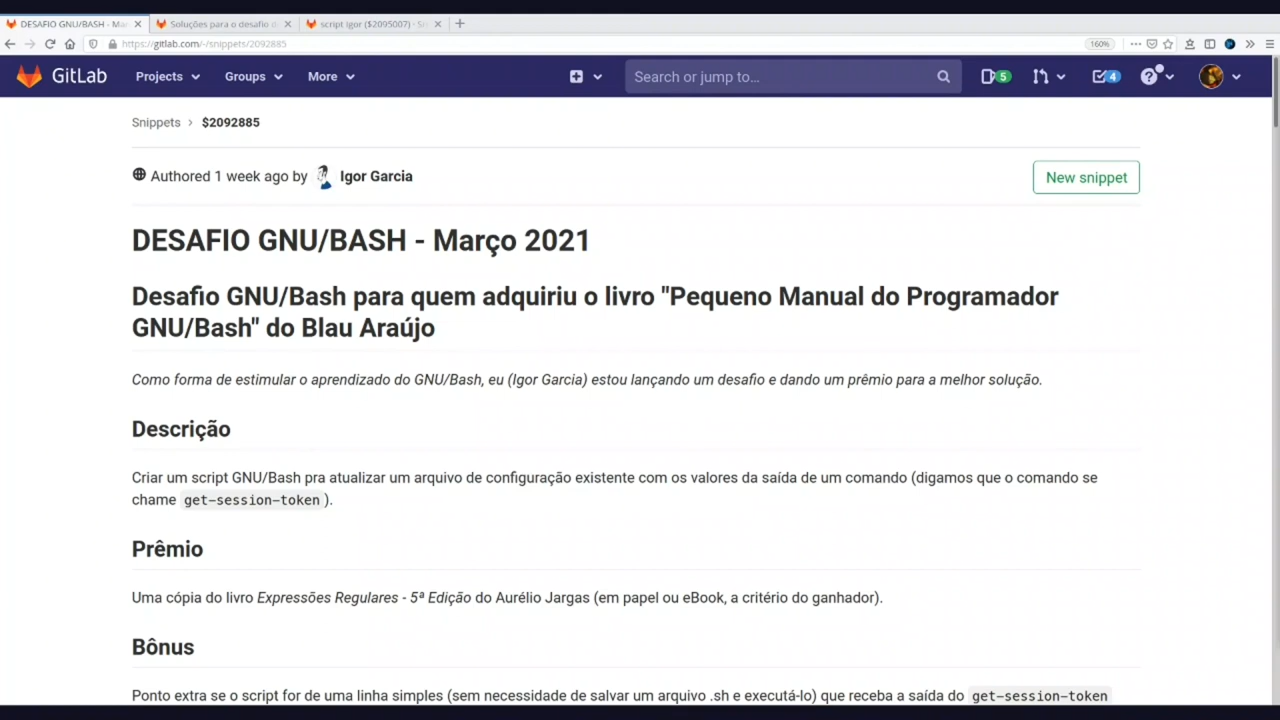 DESAFIO GNU/BASH - Mar
Soluções para o desafio d
script igor ($2095007) · Sn
https://gitlab.com/-/snippets/2092885
160%
GitLab
Projects
Groups
More
Search or jump to...
5
4
Snippets > $2092885
Authored 1 week ago by Igor Garcia
New snippet
DESAFIO GNU/BASH - Março 2021
Desafio GNU/Bash para quem adquiriu o livro "Pequeno Manual do Programador
GNU/Bash" do Blau Araújo
Como forma de estimular o aprendizado do GNU/Bash, eu (Igor Garcia) estou lançando um desafio e dando um prêmio para a melhor solução.
Descrição
Criar um script GNU/Bash pra atualizar um arquivo de configuração existente com os valores da saída de um comando (digamos que o comando se
chame get-session-token ).
Prêmio
Uma cópia do livro Expressões Regulares - 5ª Edição do Aurélio Jargas (em papel ou eBook, a critério do ganhador).
Bônus
Ponto extra se o script for de uma linha simples (sem necessidade de salvar um arquivo .sh e executá-lo) que receba a saída do get-session-token